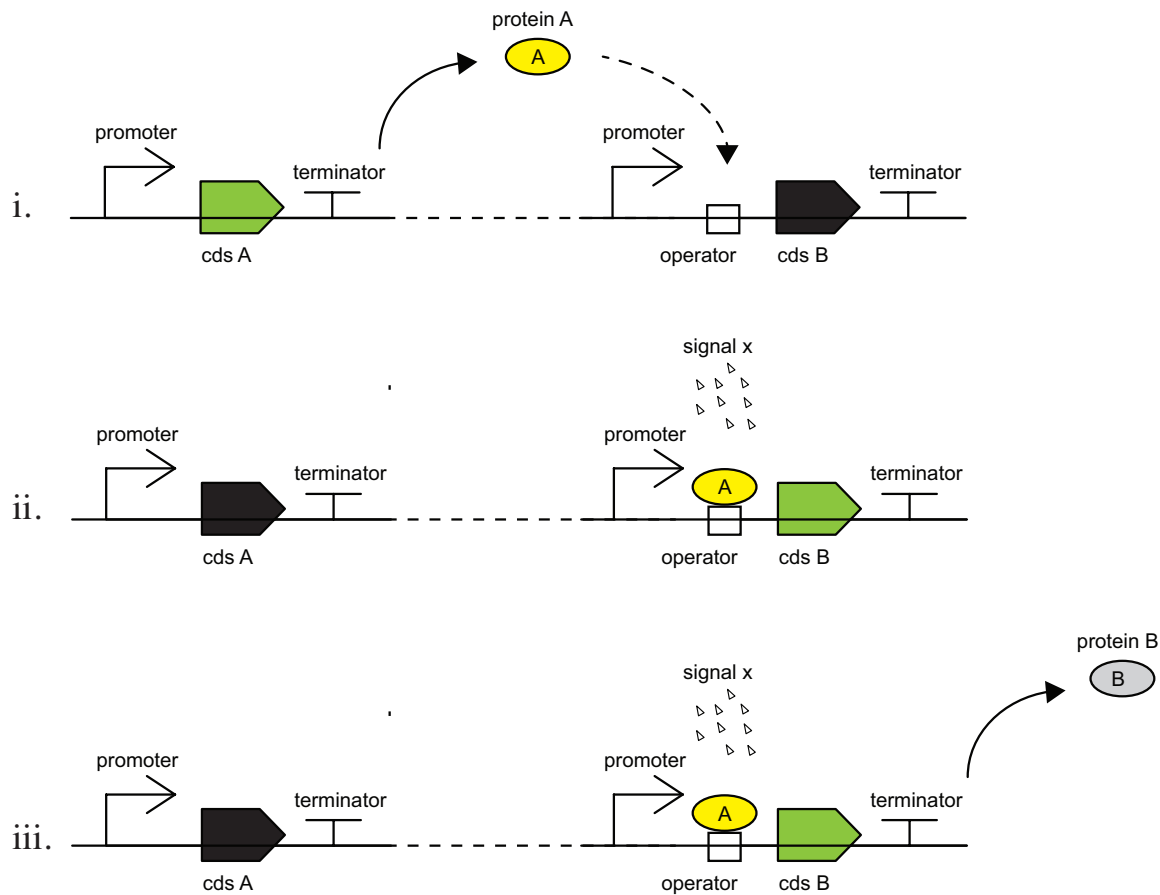 protein A
A
promoter
promoter
terminator
terminator
i.
cds A
operator
cds B
signal x
promoter
promoter
terminator
A
terminator
ii.
cds A
operator
cds B
protein B
B
signal x
promoter
promoter
terminator
A
terminator
iii.
cds A
operator
cds B